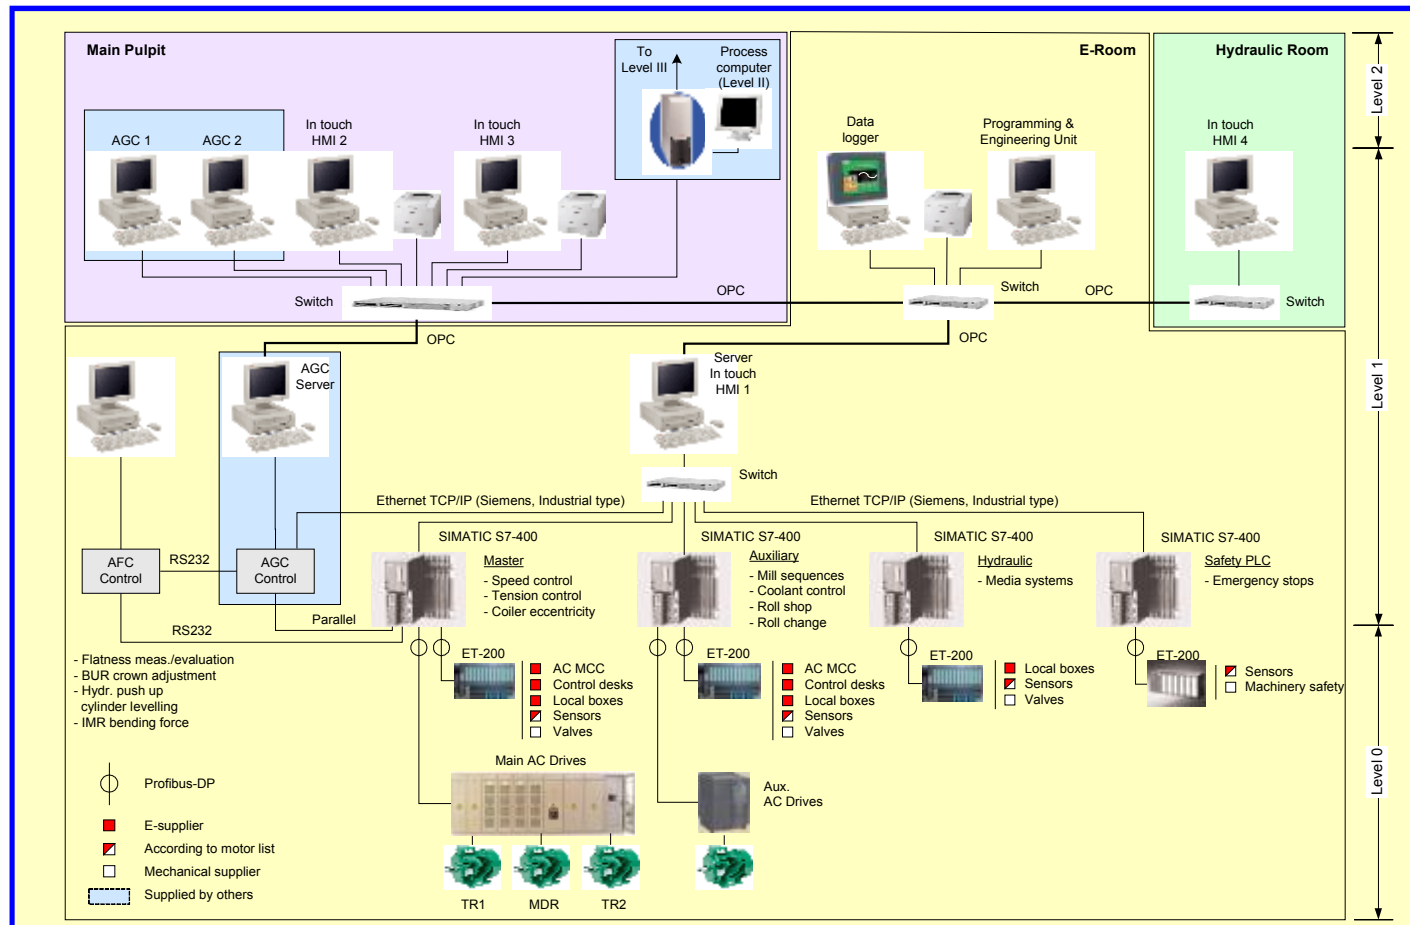 Main Pulpit
To
Level III
Process
computer
(Level II)
E-Room
Hydraulic Room
Level 2
AGC 1
AGC 2
In touch
HMI 2
In touch
HMI 3
Data
logger
Programming &
Engineering Unit
In touch
HMI 4
Switch
OPC
Switch
OPC
Switch
OPC
OPC
AGC
Server
Server
In touch
HMI 1
Level 1
Switch
Ethernet TCP/IP (Siemens, Industrial type)
Ethernet TCP/IP (Siemens, Industrial type)
AFC
Control
RS232
AGC
Control
RS232
Parallel
SIMATIC S7-400
Master
- Speed control
- Tension control
- Coiler eccentricity
SIMATIC S7-400
Auxiliary
- Mill sequences
- Coolant control
- Roll shop
- Roll change
SIMATIC S7-400
Hydraulic
- Media systems
SIMATIC S7-400
Safety PLC
- Emergency stops
- Flatness meas./evaluation
- BUR crown adjustment
- Hydr. push up
cylinder levelling
- IMR bending force
ET-200
AC MCC
Control desks
Local boxes
Sensors
Valves
ET-200
AC MCC
Control desks
Local boxes
Sensors
Valves
ET-200
Local boxes
Sensors
Valves
ET-200
Sensors
Machinery safety
Level 0
Main AC Drives
Aux.
AC Drives
TR1
MDR
TR2
Profibus-DP
E-supplier
According to motor list
Mechanical supplier
Supplied by others